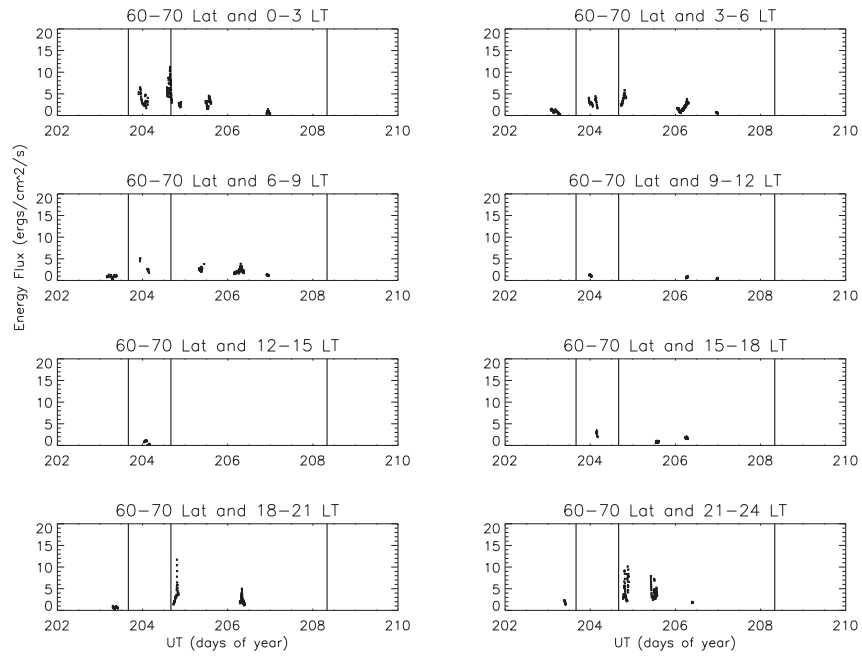 60-70 Lat and 0-3 LT
60-70 Lat and 3-6 LT
20
15
10
5
0
202 204 206 208 210
20
15
10
5
0
202 204 206 208 210
60-70 Lat and 6-9 LT
60-70 Lat and 9-12 LT
20
15
10
5
0
202 204 206 208 210
20
15
10
5
0
202 204 206 208 210
Energy Flux (ergs/cm^2/s)
60-70 Lat and 12-15 LT
60-70 Lat and 15-18 LT
20
15
10
5
0
202 204 206 208 210
20
15
10
5
0
202 204 206 208 210
60-70 Lat and 18-21 LT
60-70 Lat and 21-24 LT
20
15
10
5
0
202 204 206 208 210
UT (days of year)
20
15
10
5
0
202 204 206 208 210
UT (days of year)